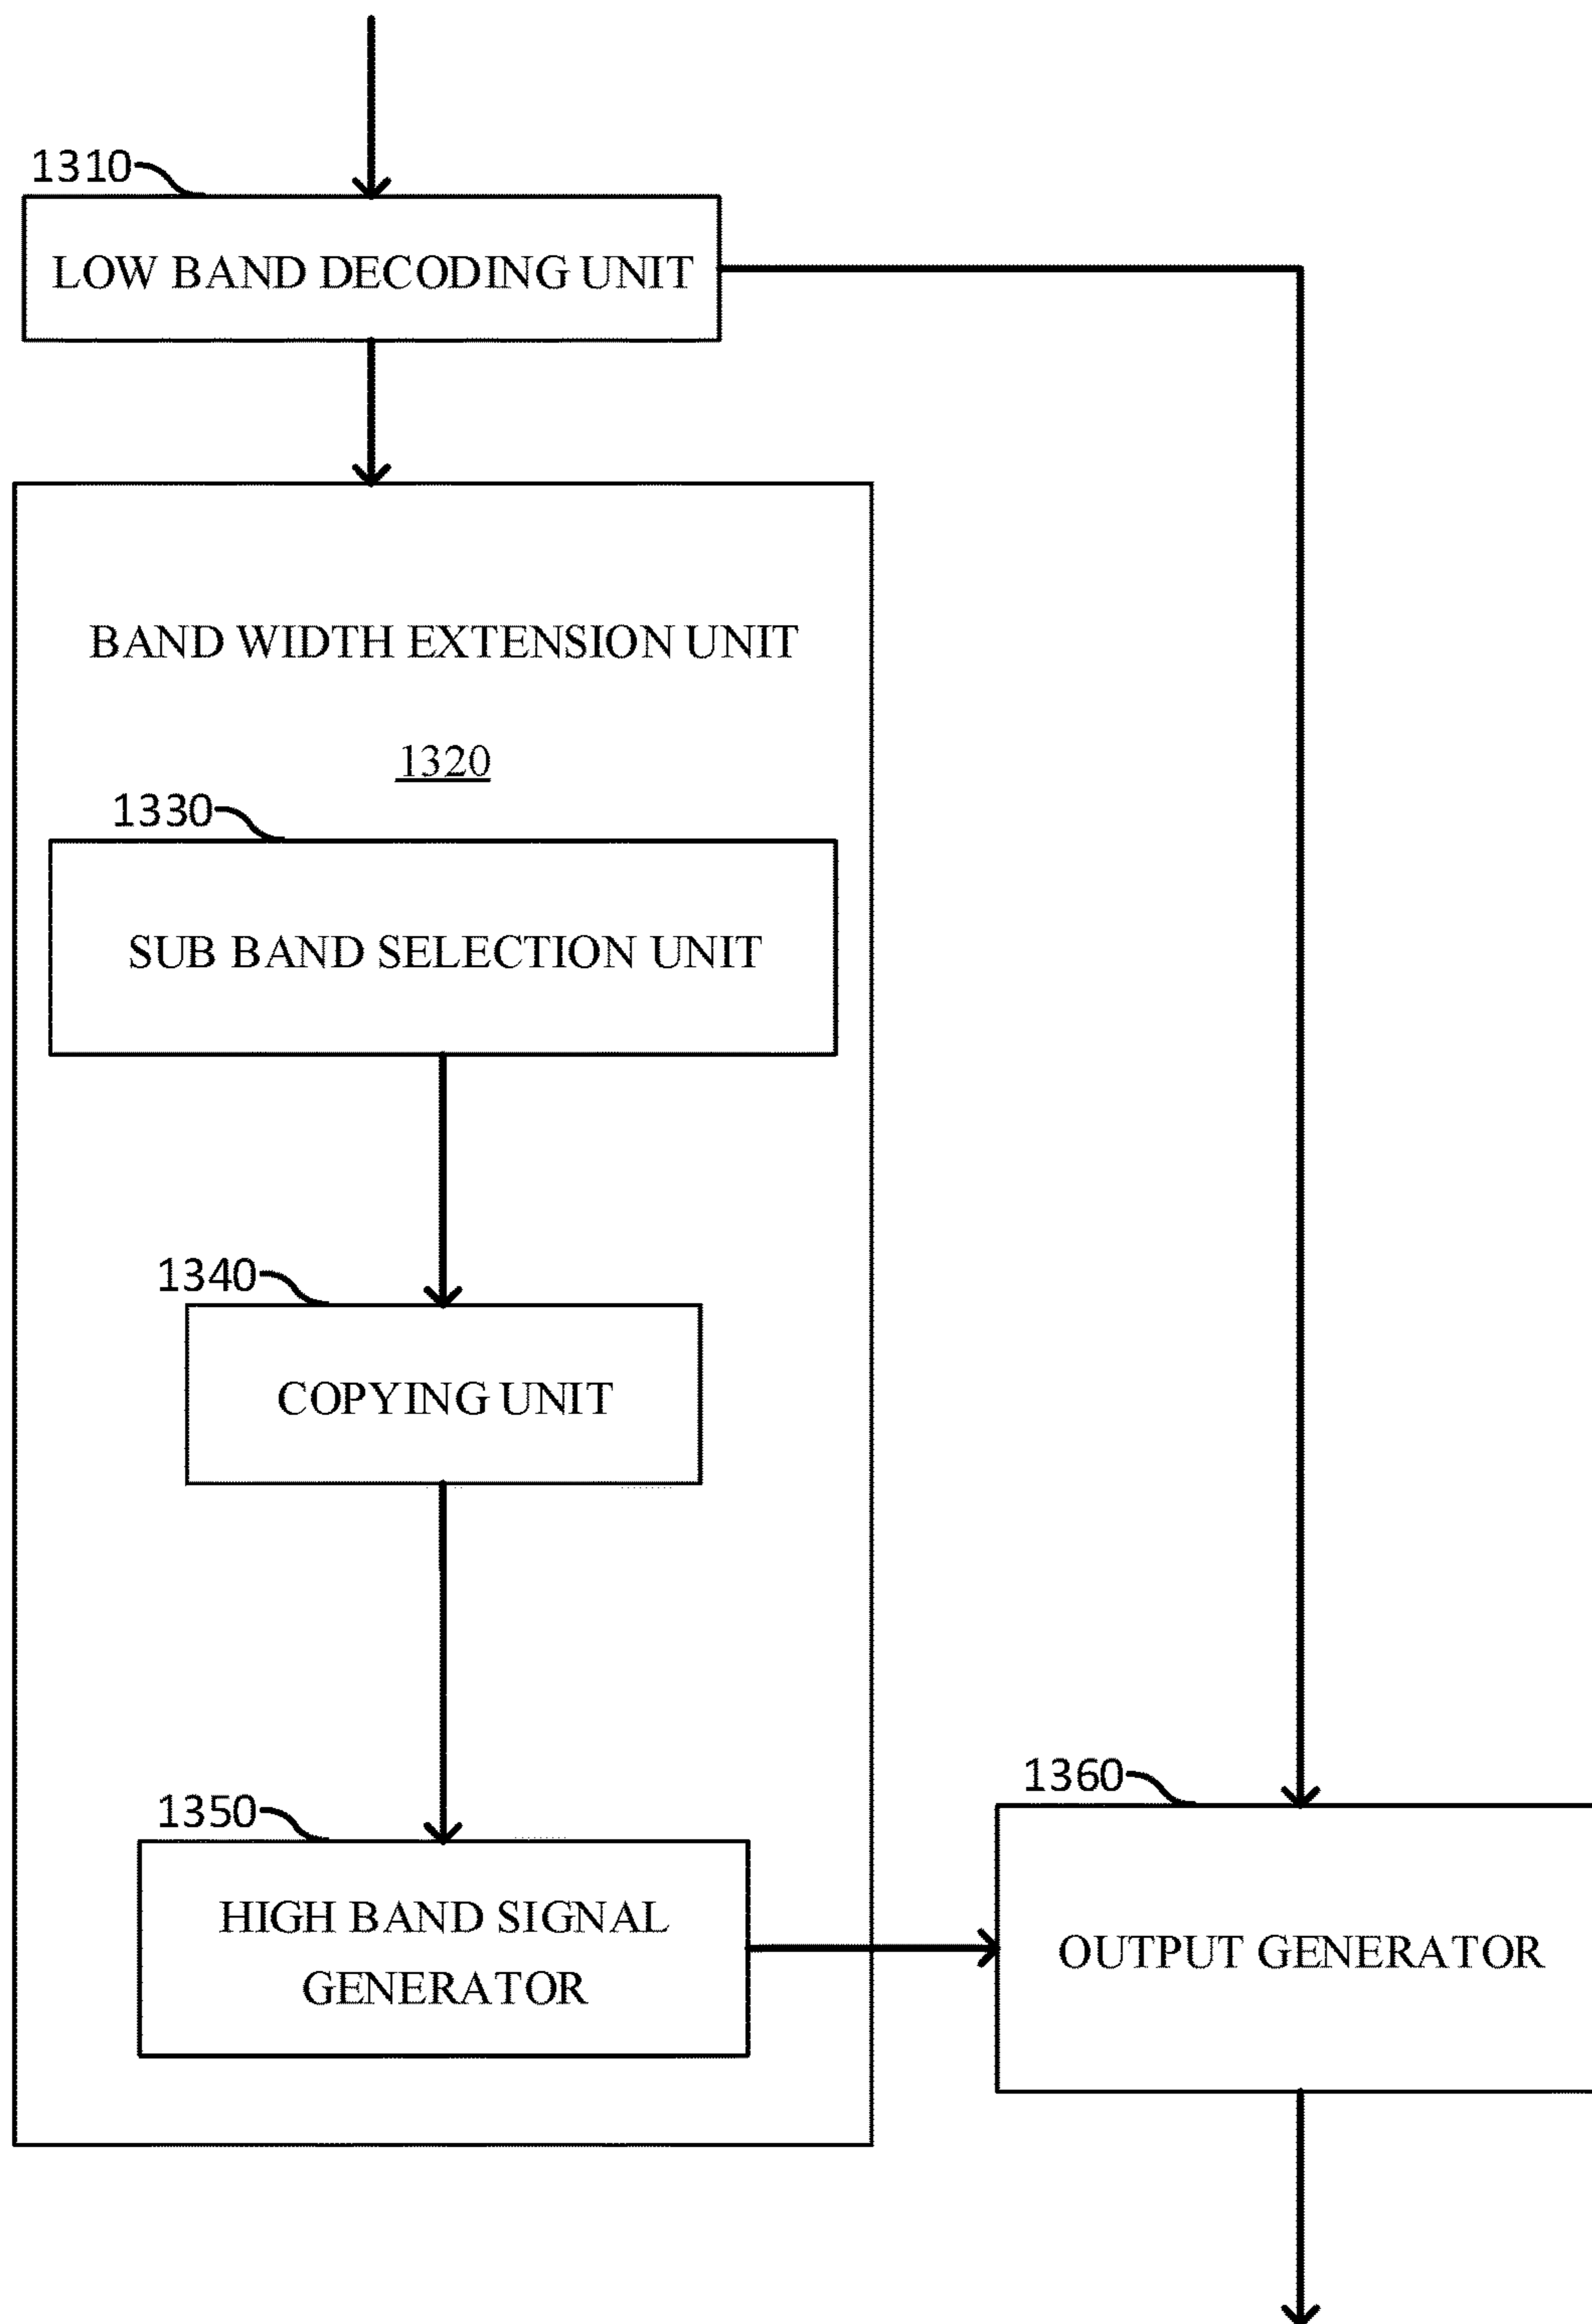 1310
LOW BAND DECODING UNIT
BAND WIDTH EXTENSION UNIT
1320
1330
SUB BAND SELECTION UNIT
1340
COPYING UNIT
1350
HIGH BAND SIGNAL
GENERATOR
1360
OUTPUT GENERATOR